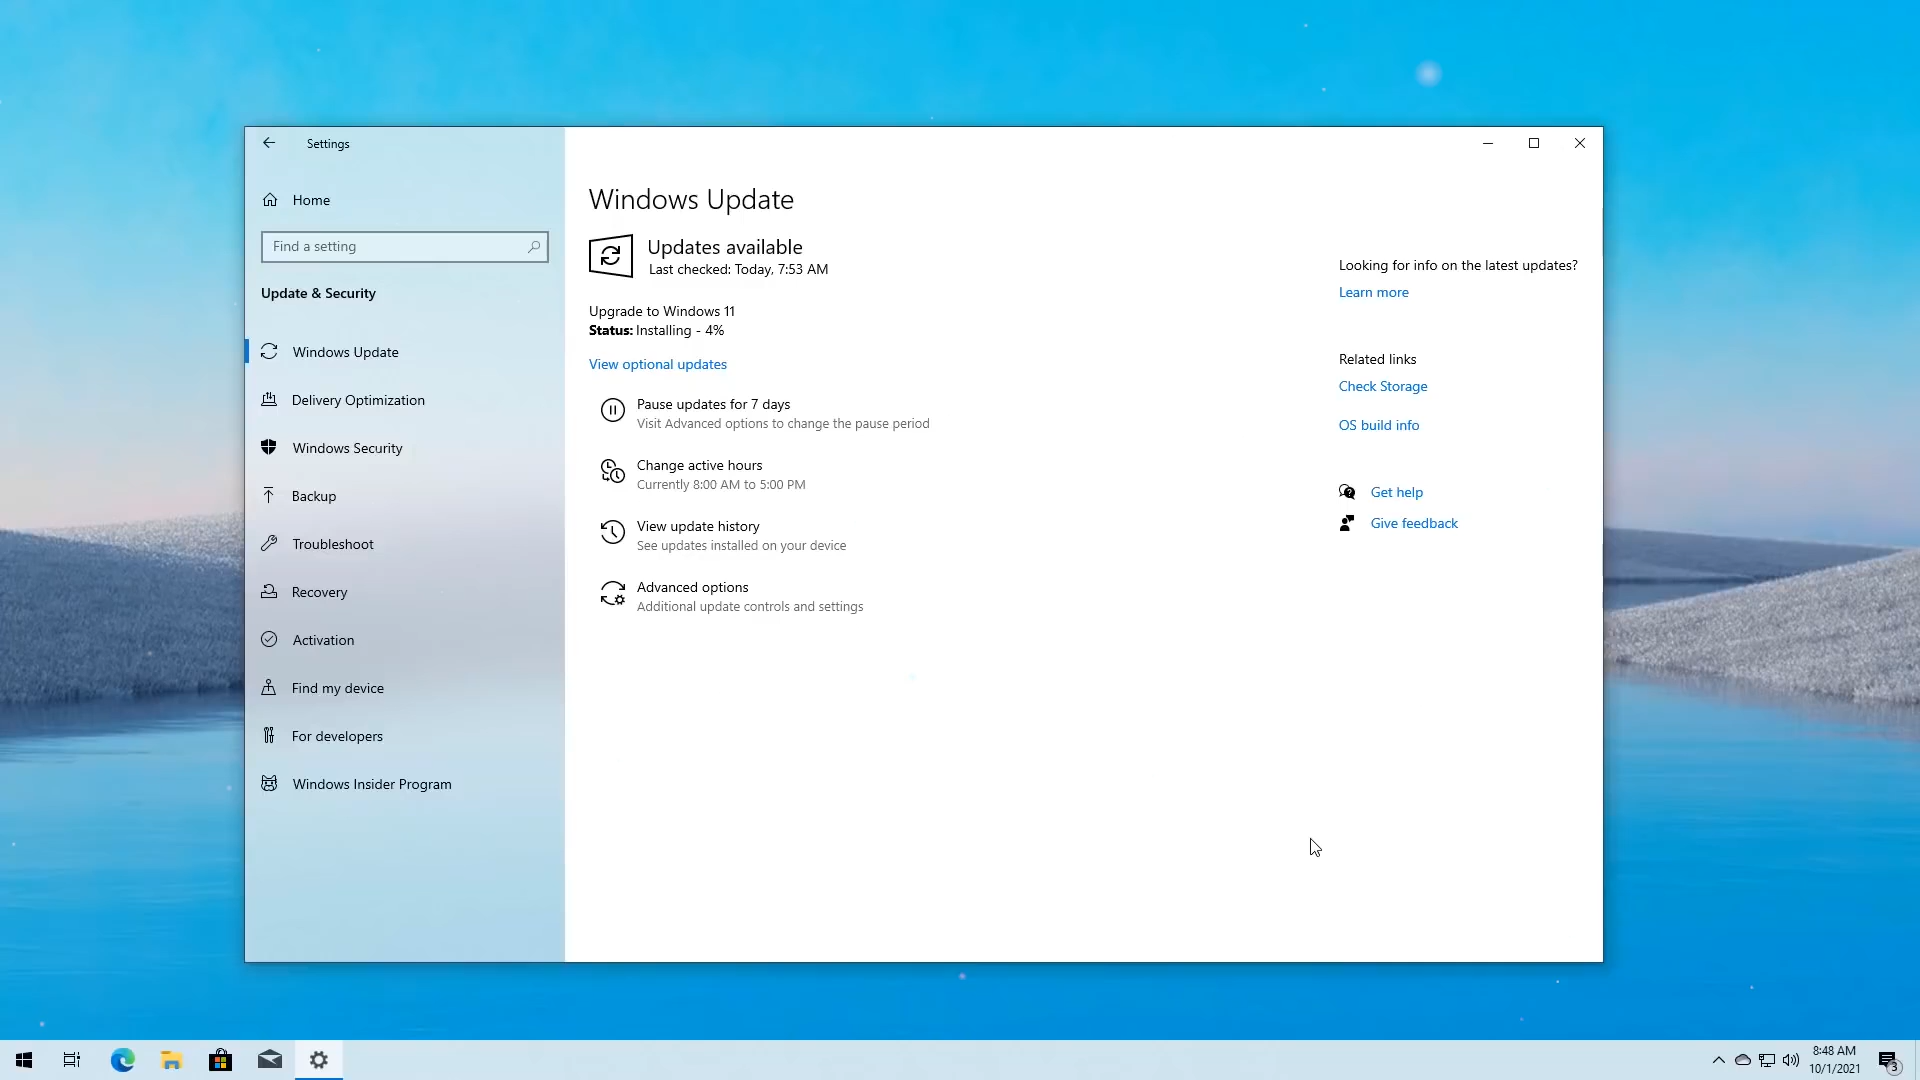 Settings
Home
Find a setting
Update & Security
Windows Update
Delivery Optimization
Windows Security
Backup
Troubleshoot
Recovery
Activation
Find my device
For developers
Windows Insider Program
Windows Update
Updates available
Last checked: Today, 7:53 AM
Upgrade to Windows 11
Status: Installing - 4%
View optional updates
Pause updates for 7 days
Visit Advanced options to change the pause period
Change active hours
Currently 8:00 AM to 5:00 PM
View update history
See updates installed on your device
Advanced options
Additional update controls and settings
Looking for info on the latest updates?
Learn more
Related links
Check Storage
OS build info
Get help
Give feedback
8:48 AM
10/1/2021
3